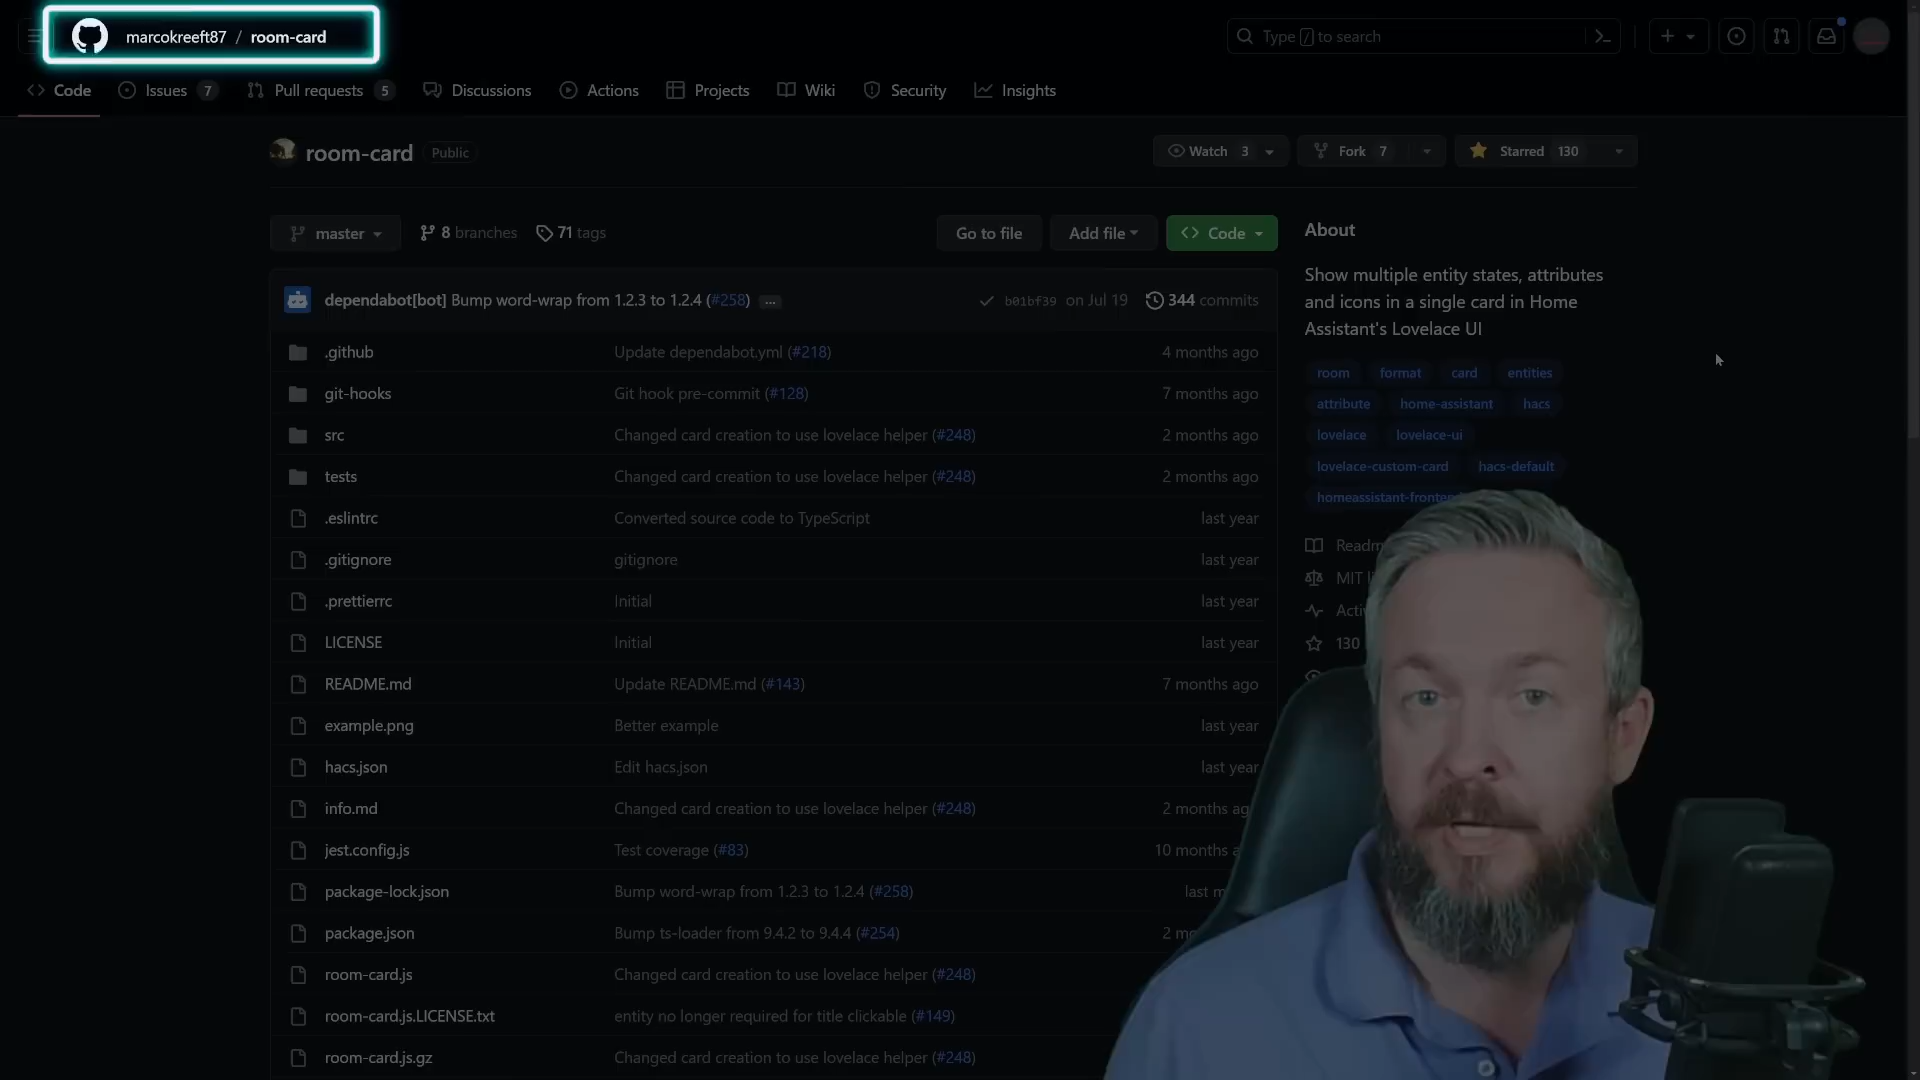 marcokreeft87 / room-card
Type / to search
Code
Issues 7
Pull requests 5
Discussions
Actions
Projects
Wiki
Security
Insights
room-card Public
Watch 3
Fork 7
Starred 130
master
8 branches
71 tags
Go to file
Add file
Code
About
Show multiple entity states, attributes
and icons in a single card in Home
Assistant's Lovelace UI
room format card entities
attribute home-assistant hacs
lovelace lovelace-ui
lovelace-custom-card hacs-default
homeassistant-fronten
Readm
MIT l
Activ
130
dependabot[bot] Bump word-wrap from 1.2.3 to 1.2.4 (#258) ... b01bf39 on Jul 19 344 commits
.github Update dependabot.yml (#218) 4 months ago
git-hooks Git hook pre-commit (#128) 7 months ago
src Changed card creation to use lovelace helper (#248) 2 months ago
tests Changed card creation to use lovelace helper (#248) 2 months ago
.eslintrc Converted source code to TypeScript last year
.gitignore gitignore last year
.prettierrc Initial last year
LICENSE Initial last year
README.md Update README.md (#143) 7 months ago
example.png Better example last year
hacs.json Edit hacs.json last year
info.md Changed card creation to use lovelace helper (#248) 2 months ag
jest.config.js Test coverage (#83) 10 months a
package-lock.json Bump word-wrap from 1.2.3 to 1.2.4 (#258) last m
package.json Bump ts-loader from 9.4.2 to 9.4.4 (#254) 2 mo
room-card.js Changed card creation to use lovelace helper (#248)
room-card.js.LICENSE.txt entity no longer required for title clickable (#149)
room-card.js.gz Changed card creation to use lovelace helper (#248)